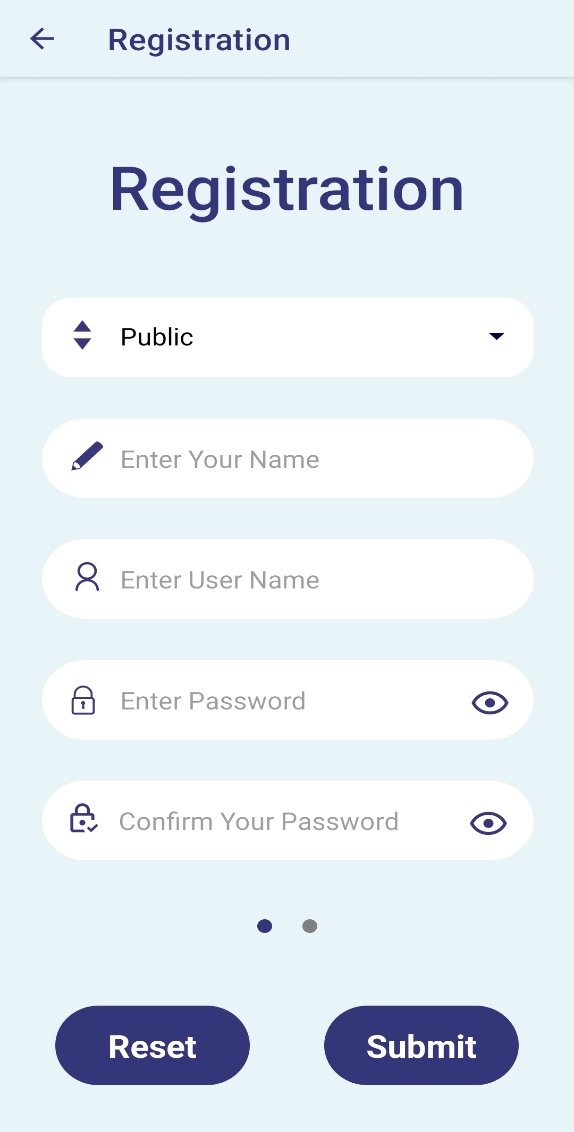 Registration
Registration
Public
Enter Your Name
Enter User Name
Enter Password
Confirm Your Password
Reset Submit